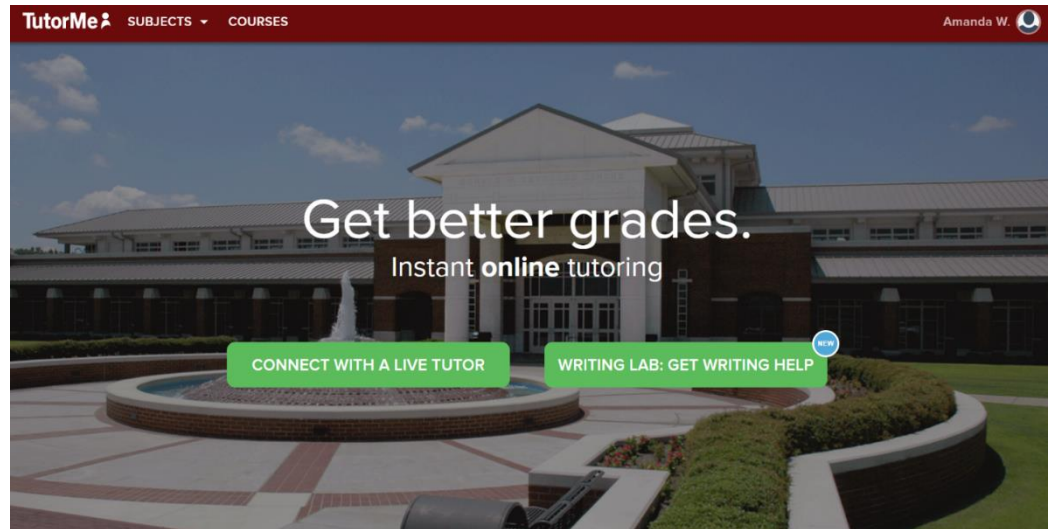 TutorMe SUBJECTS COURSES Amanda W.
Get better grades.
Instant online tutoring
CONNECT WITH A LIVE TUTOR
WRITING LAB: GET WRITING HELP
NEW